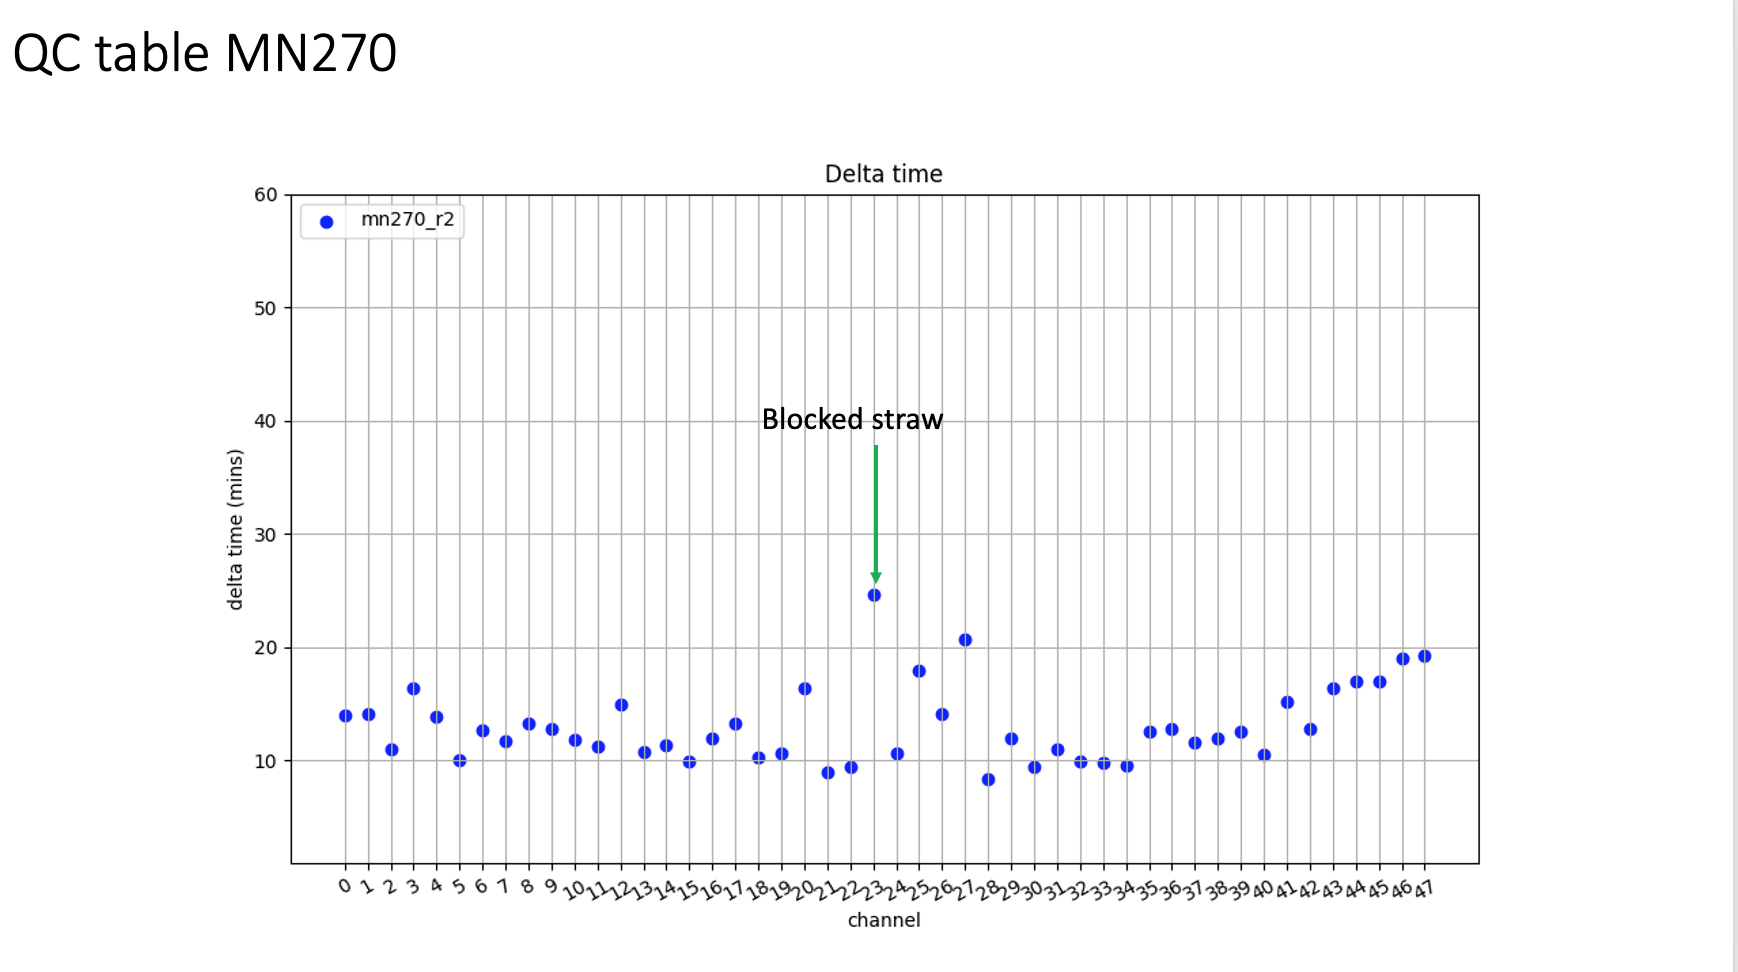 QC table MN270
Delta time
60
mn270_r2
50
40
Blocked straw
30
20
10
delta time (mins)
0 1 2 3 4 5 6 7 8 9 10 11 12 13 14 15 16 17 18 19 20 21 22 23 24 25 26 27 28 29 30 31 32 33 34 35 36 37 38 39 40 41 42 43 44 45 46 47
channel